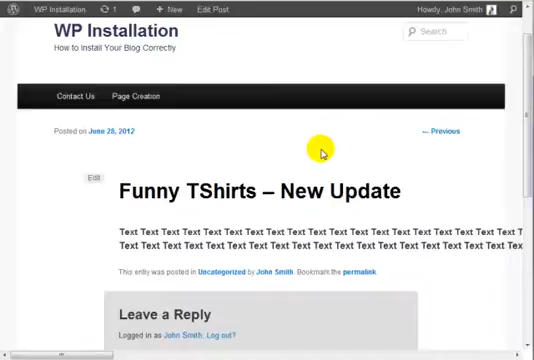 WP Installation 1 + New Edit Post Howdy, John Smith
WP Installation
How to Install Your Blog Correctly
Search
Contact Us Page Creation
Posted on June 28, 2012 ← Previous
Edit
Funny TShirts – New Update
Text Text Text Text Text Text Text Text Text Text Text Text Text Text Text Text Text Text Text
Text Text Text Text Text Text Text Text Text Text Text Text Text Text Text Text Text Text Text
This entry was posted in Uncategorized by John Smith. Bookmark the permalink.
Leave a Reply
Logged in as John Smith. Log out?